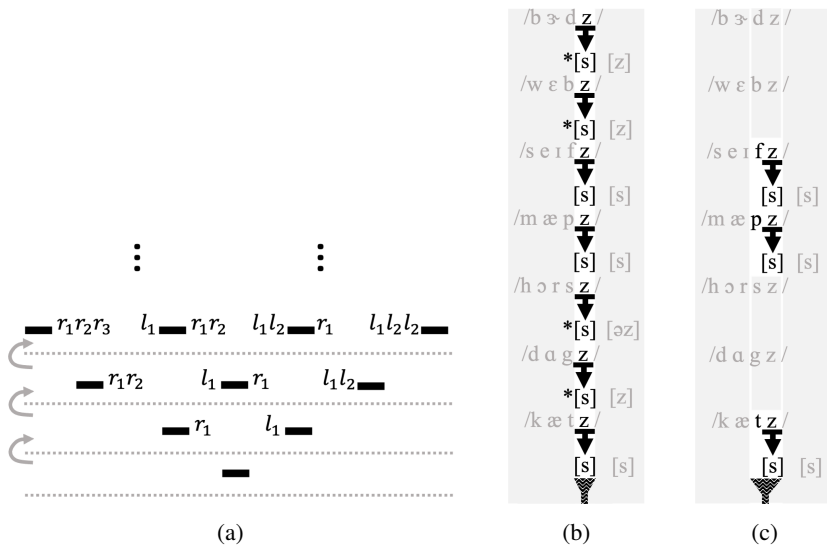 r₁r₂r₃ l₁ r₁r₂ l₁l₂ r₁ l₁l₂l₂
r₁r₂ l₁ r₁ l₁l₂
r₁ l₁
(a)
/b ɝ d z /
*[s] [z]
/w ɛ b z /
*[s] [z]
/s e ɪ f z /
[s] [s]
/m æ p z /
[s] [s]
/h ɔ r s z /
*[s] [əz]
/d ɑ g z /
*[s] [z]
/k æ t z /
[s] [s]
(b)
/b ɝ d z /
/w ɛ b z /
/s e ɪ f z /
[s] [s]
/m æ p z /
[s] [s]
/h ɔ r s z /
/d ɑ g z /
/k æ t z /
[s] [s]
(c)